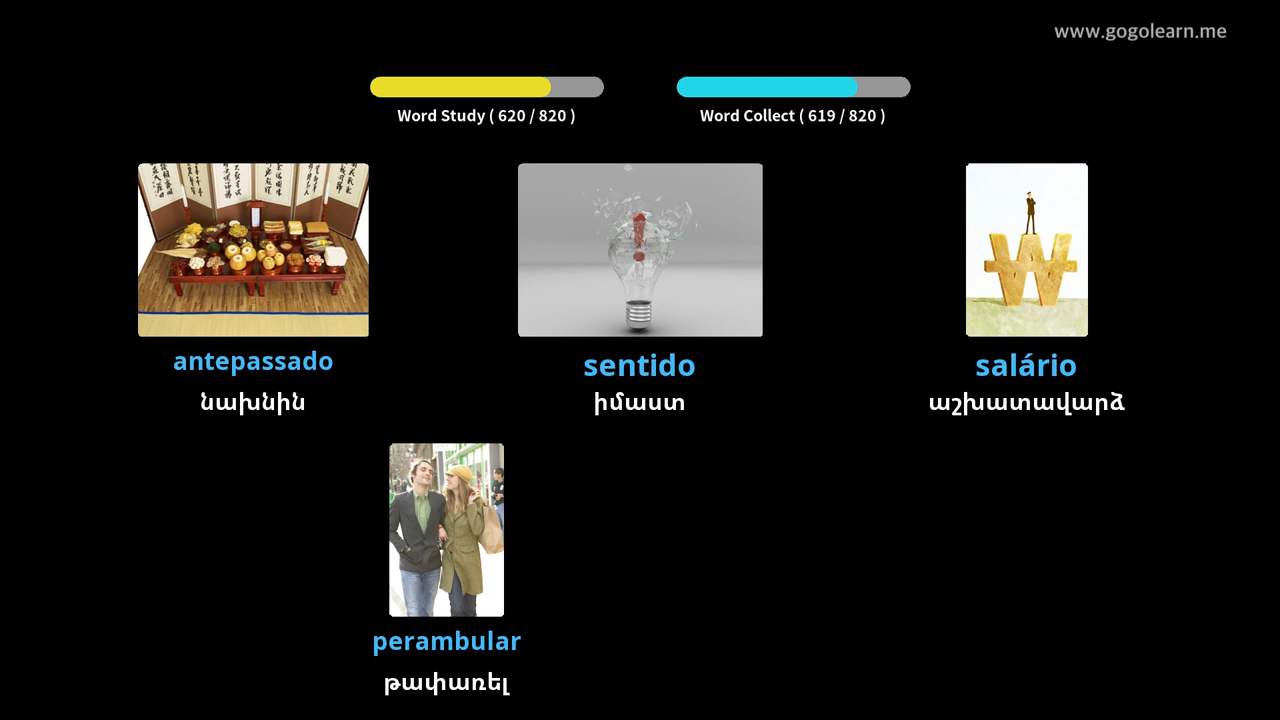 www.gogolearn.me
Word Study ( 620 / 820 )
Word Collect ( 619 / 820 )
antepassado
նախնին
sentido
իմաստ
salário
աշխատավարձ
perambular
թափառել